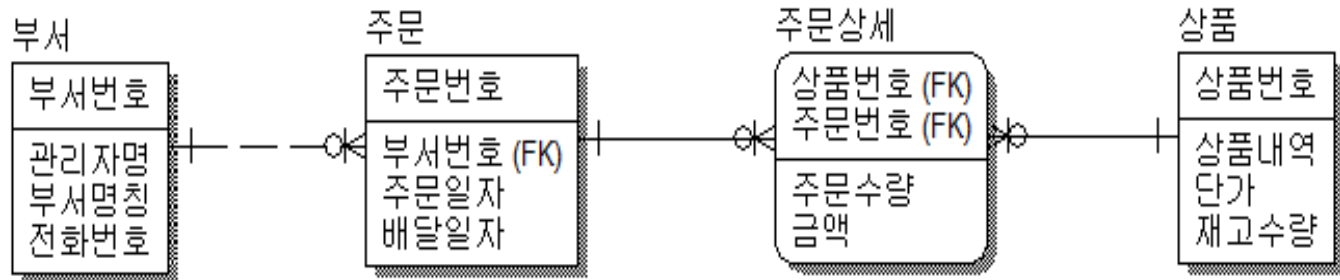 부서
부서번호
관리자명
부서명칭
전화번호
주문
주문번호
부서번호 (FK)
주문일자
배달일자
주문상세
상품번호 (FK)
주문번호 (FK)
주문수량
금액
상품
상품번호
상품내역
단가
재고수량